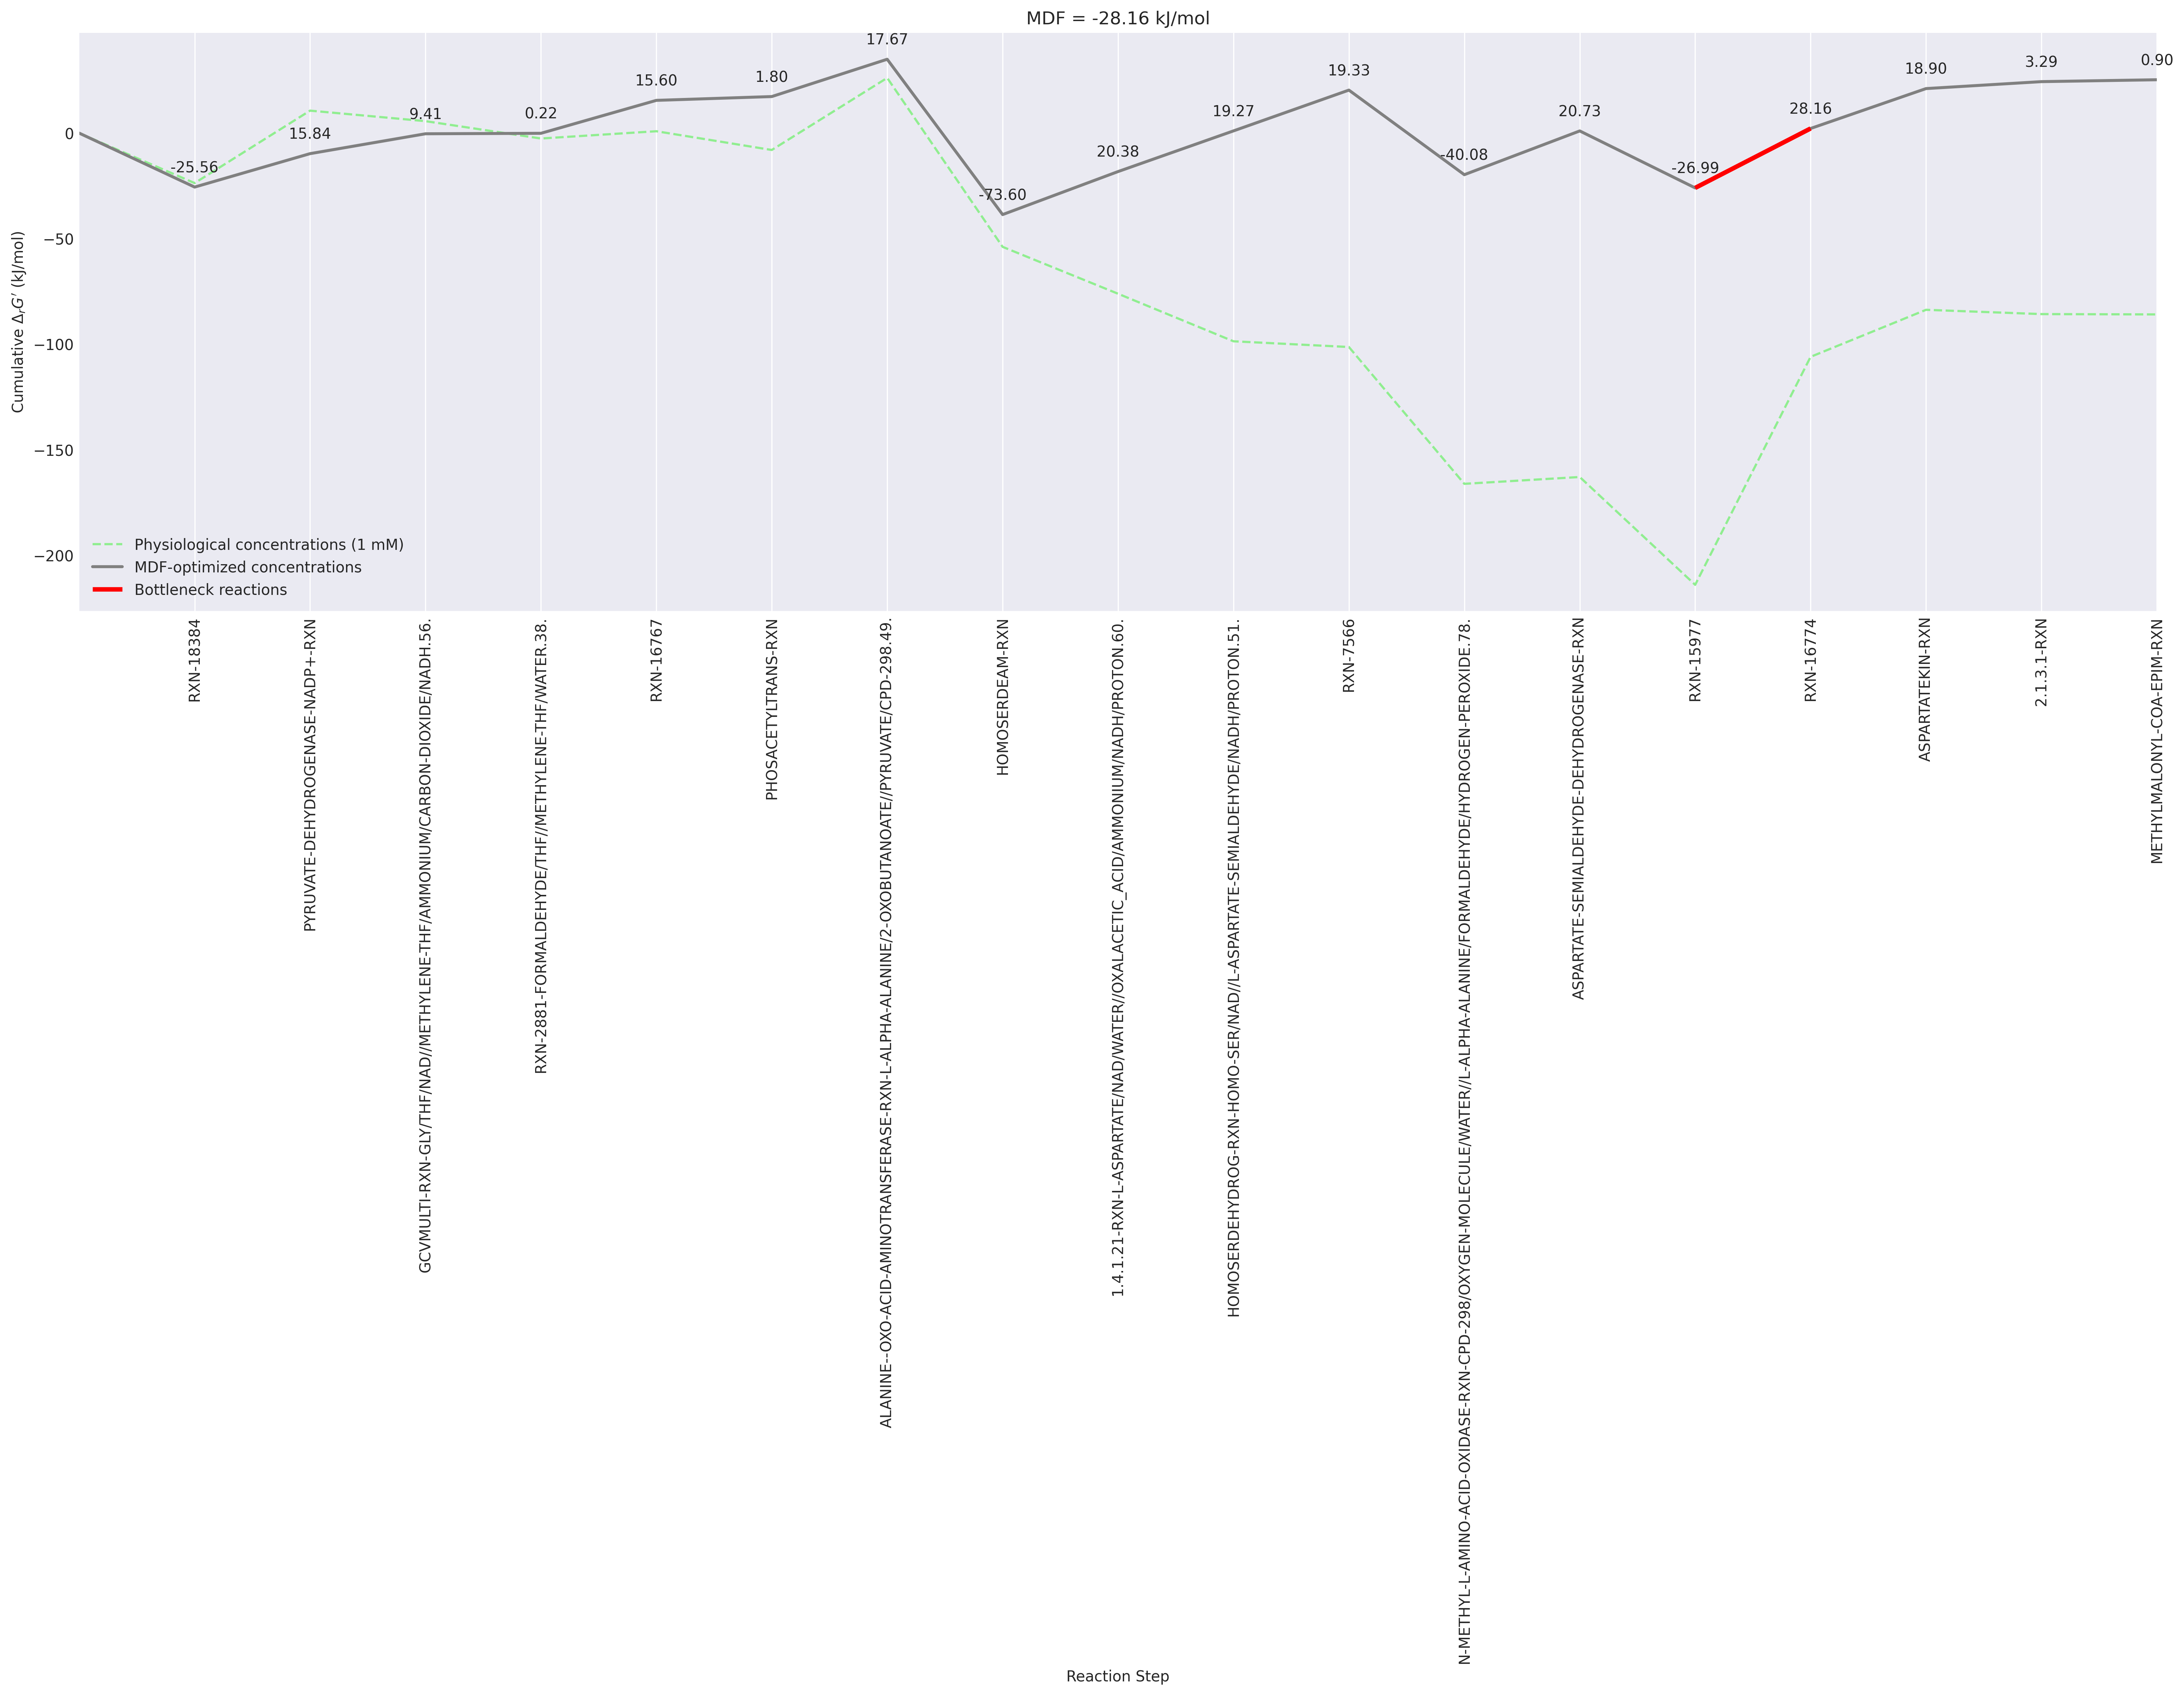 MDF = -28.16 kJ/mol
17.67
0.90
3.29
18.90
19.33
1.80
15.60
28.16
20.73
19.27
0.22
9.41
15.84
20.38
-40.08
-25.56
-26.99
-73.60
0
−50
−100
−150
−200
Cumulative ΔrG′ (kJ/mol)
Physiological concentrations (1 mM)
MDF-optimized concentrations
Bottleneck reactions
RXN-18384
PYRUVATE-DEHYDROGENASE-NADP+-RXN
GCVMULTI-RXN-GLY/THF/NAD//METHYLENE-THF/AMMONIUM/CARBON-DIOXIDE/NADH.56.
RXN-2881-FORMALDEHYDE/THF//METHYLENE-THF/WATER.38.
RXN-16767
PHOSACETYLTRANS-RXN
ALANINE--OXO-ACID-AMINOTRANSFERASE-RXN-L-ALPHA-ALANINE/2-OXOBUTANOATE//PYRUVATE/CPD-298.49.
HOMOSERDEAM-RXN
1.4.1.21-RXN-L-ASPARTATE/NAD/WATER//OXALACETIC_ACID/AMMONIUM/NADH/PROTON.60.
HOMOSERDEHYDROG-RXN-HOMO-SER/NAD//L-ASPARTATE-SEMIALDEHYDE/NADH/PROTON.51.
RXN-7566
N-METHYL-L-AMINO-ACID-OXIDASE-RXN-CPD-298/OXYGEN-MOLECULE/WATER//L-ALPHA-ALANINE/FORMALDEHYDE/HYDROGEN-PEROXIDE.78.
ASPARTATE-SEMIALDEHYDE-DEHYDROGENASE-RXN
RXN-15977
RXN-16774
ASPARTATEKIN-RXN
2.1.3.1-RXN
METHYLMALONYL-COA-EPIM-RXN
Reaction Step